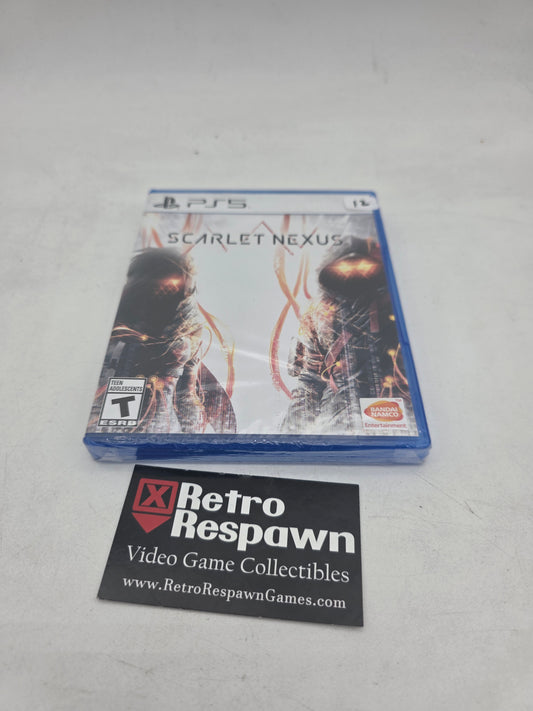 PS5
12
SCARLET NEXUS
TEEN
ADOLESCENTS
T
ESRB
BANDAI
NAMCO
Entertainment
X
Retro
Respawn
Video Game Collectibles
www.RetroRespawnGames.com